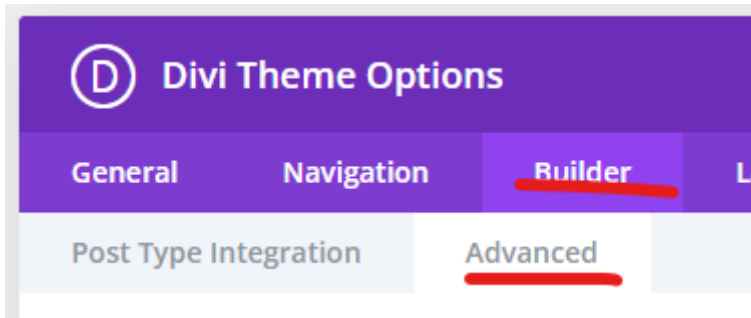 D Divi Theme Options
General Navigation Builder
Post Type Integration Advanced